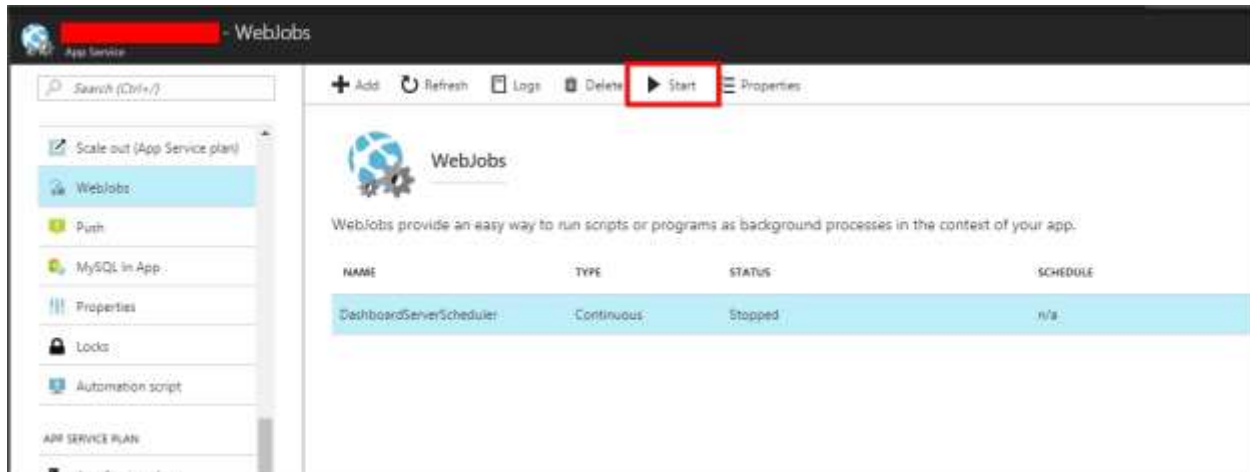 - WebJobs
App Service
Search (Ctrl+/)
Add Refresh Logs Delete Start Properties
Scale out (App Service plan)
WebJobs
Push
MySQL in App
Properties
Locks
Automation script
APP SERVICE PLAN
WebJobs
WebJobs provide an easy way to run scripts or programs as background processes in the context of your app.
NAME TYPE STATUS SCHEDULE
DashboardServerScheduler Continuous Stopped n/a